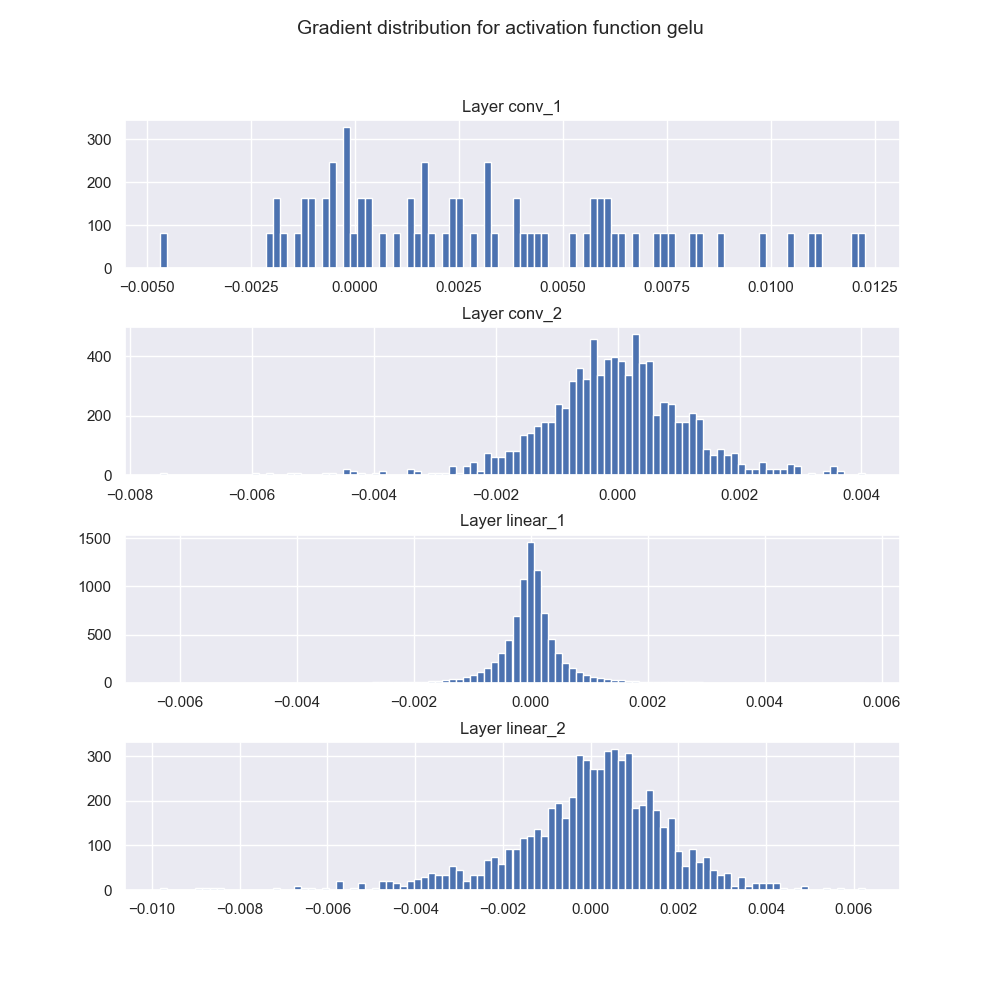 Gradient distribution for activation function gelu
Layer conv_1
300
200
100
0
−0.0050 −0.0025 0.0000 0.0025 0.0050 0.0075 0.0100 0.0125
Layer conv_2
400
200
0
−0.008 −0.006 −0.004 −0.002 0.000 0.002 0.004
Layer linear_1
1500
1000
500
0
−0.006 −0.004 −0.002 0.000 0.002 0.004 0.006
Layer linear_2
300
200
100
0
−0.010 −0.008 −0.006 −0.004 −0.002 0.000 0.002 0.004 0.006